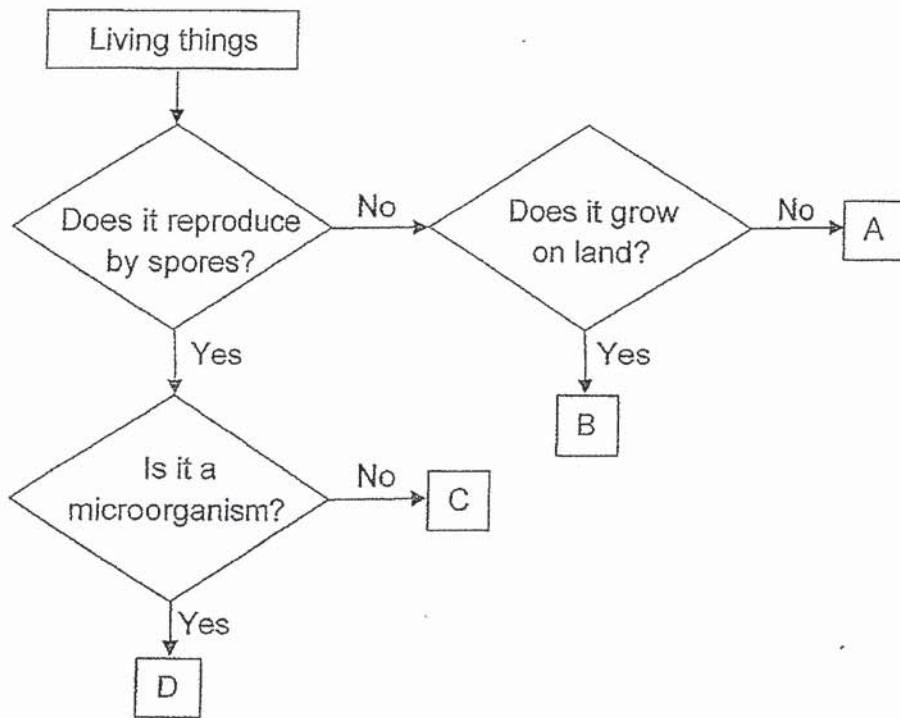 Living things
Does it reproduce
by spores?
No
Does it grow
on land?
No
A
Yes
Yes
B
Is it a
microorganism?
No
C
Yes
D